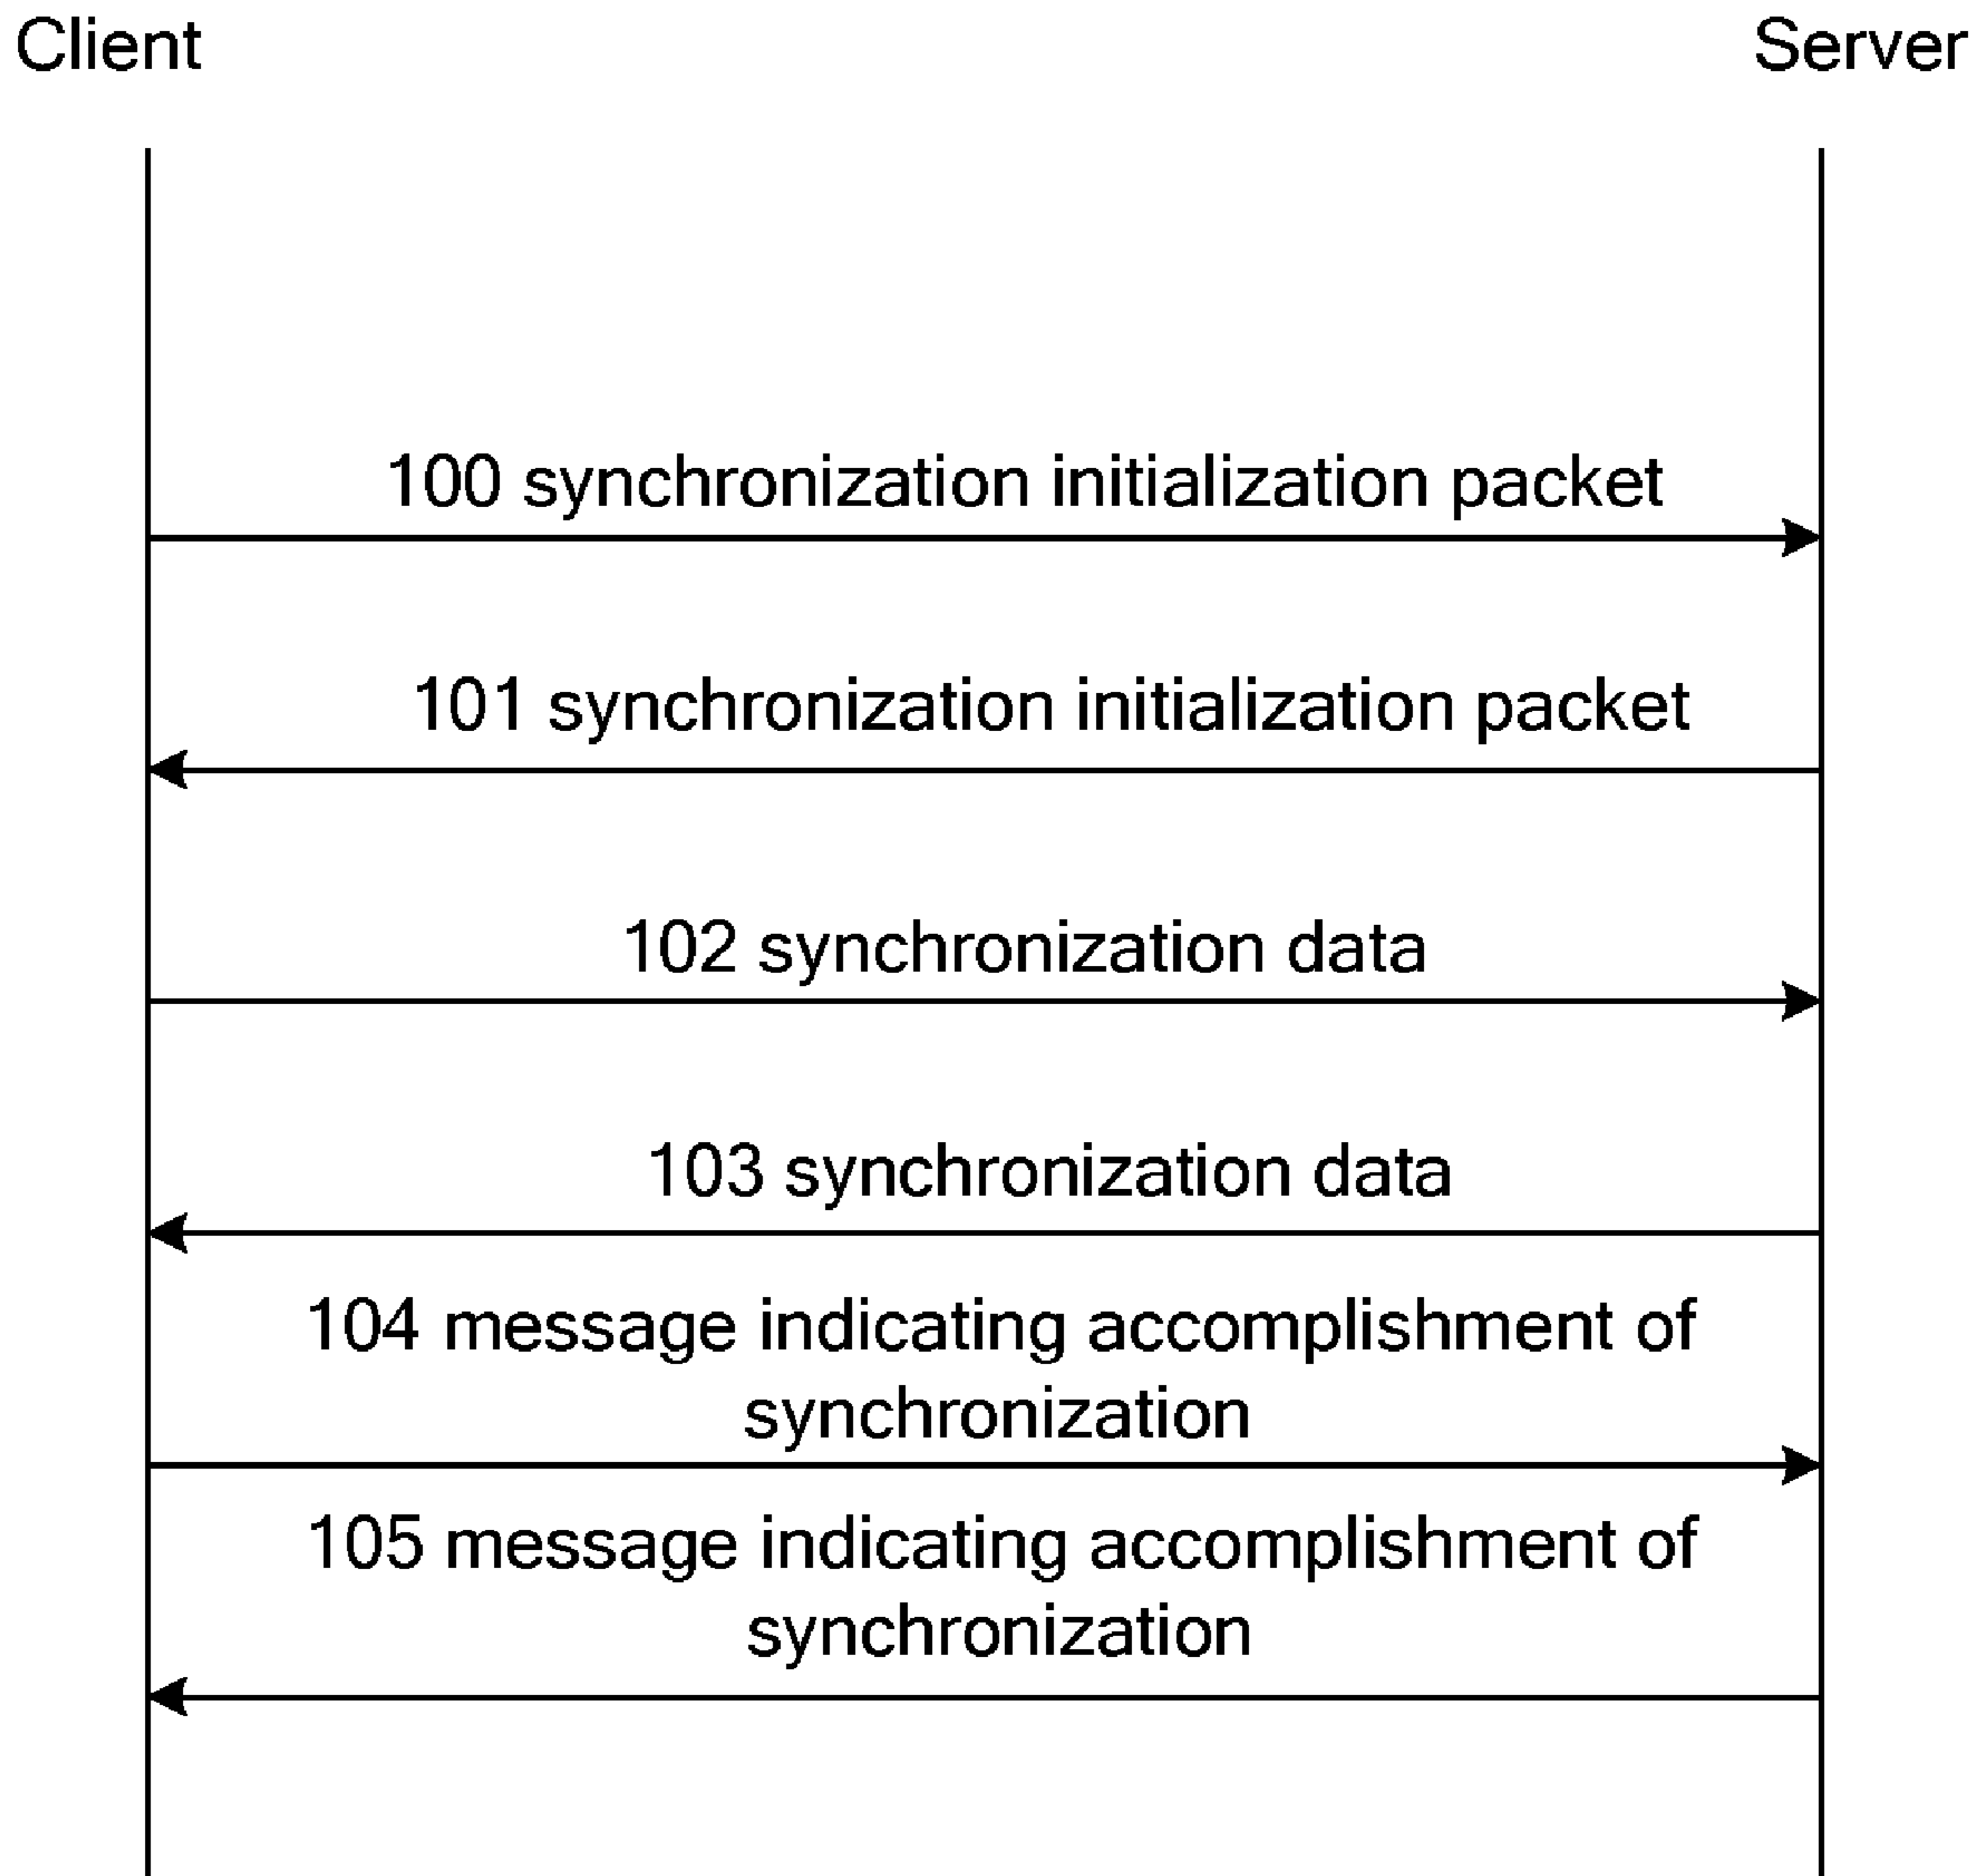 Client
Server
100 synchronization initialization packet
101 synchronization initialization packet
102 synchronization data
103 synchronization data
104 message indicating accomplishment of
synchronization
105 message indicating accomplishment of
synchronization